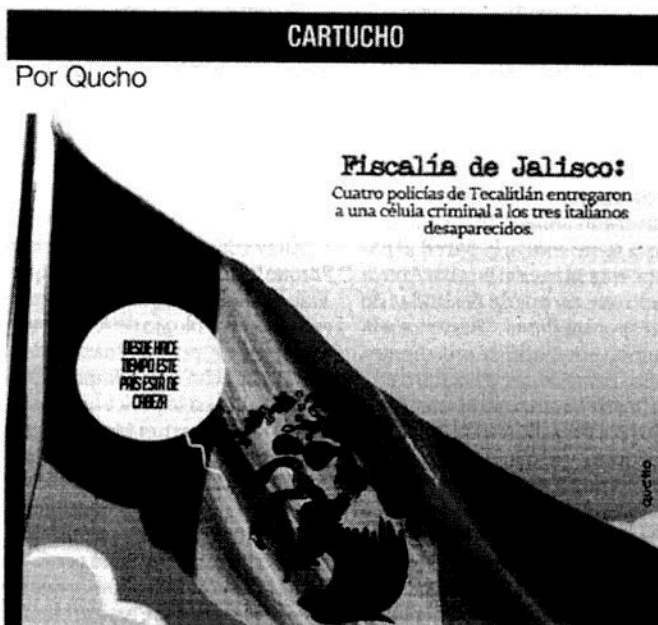 CARTUCHO
Por Qucho
Fiscalía de Jalisco:
Cuatro policías de Tecalitlán entregaron
a una célula criminal a los tres italianos
desaparecidos.
DESDE HACE
TIEMPO ESTE
PAÍS ESTÁ DE
CABEZA
qucho